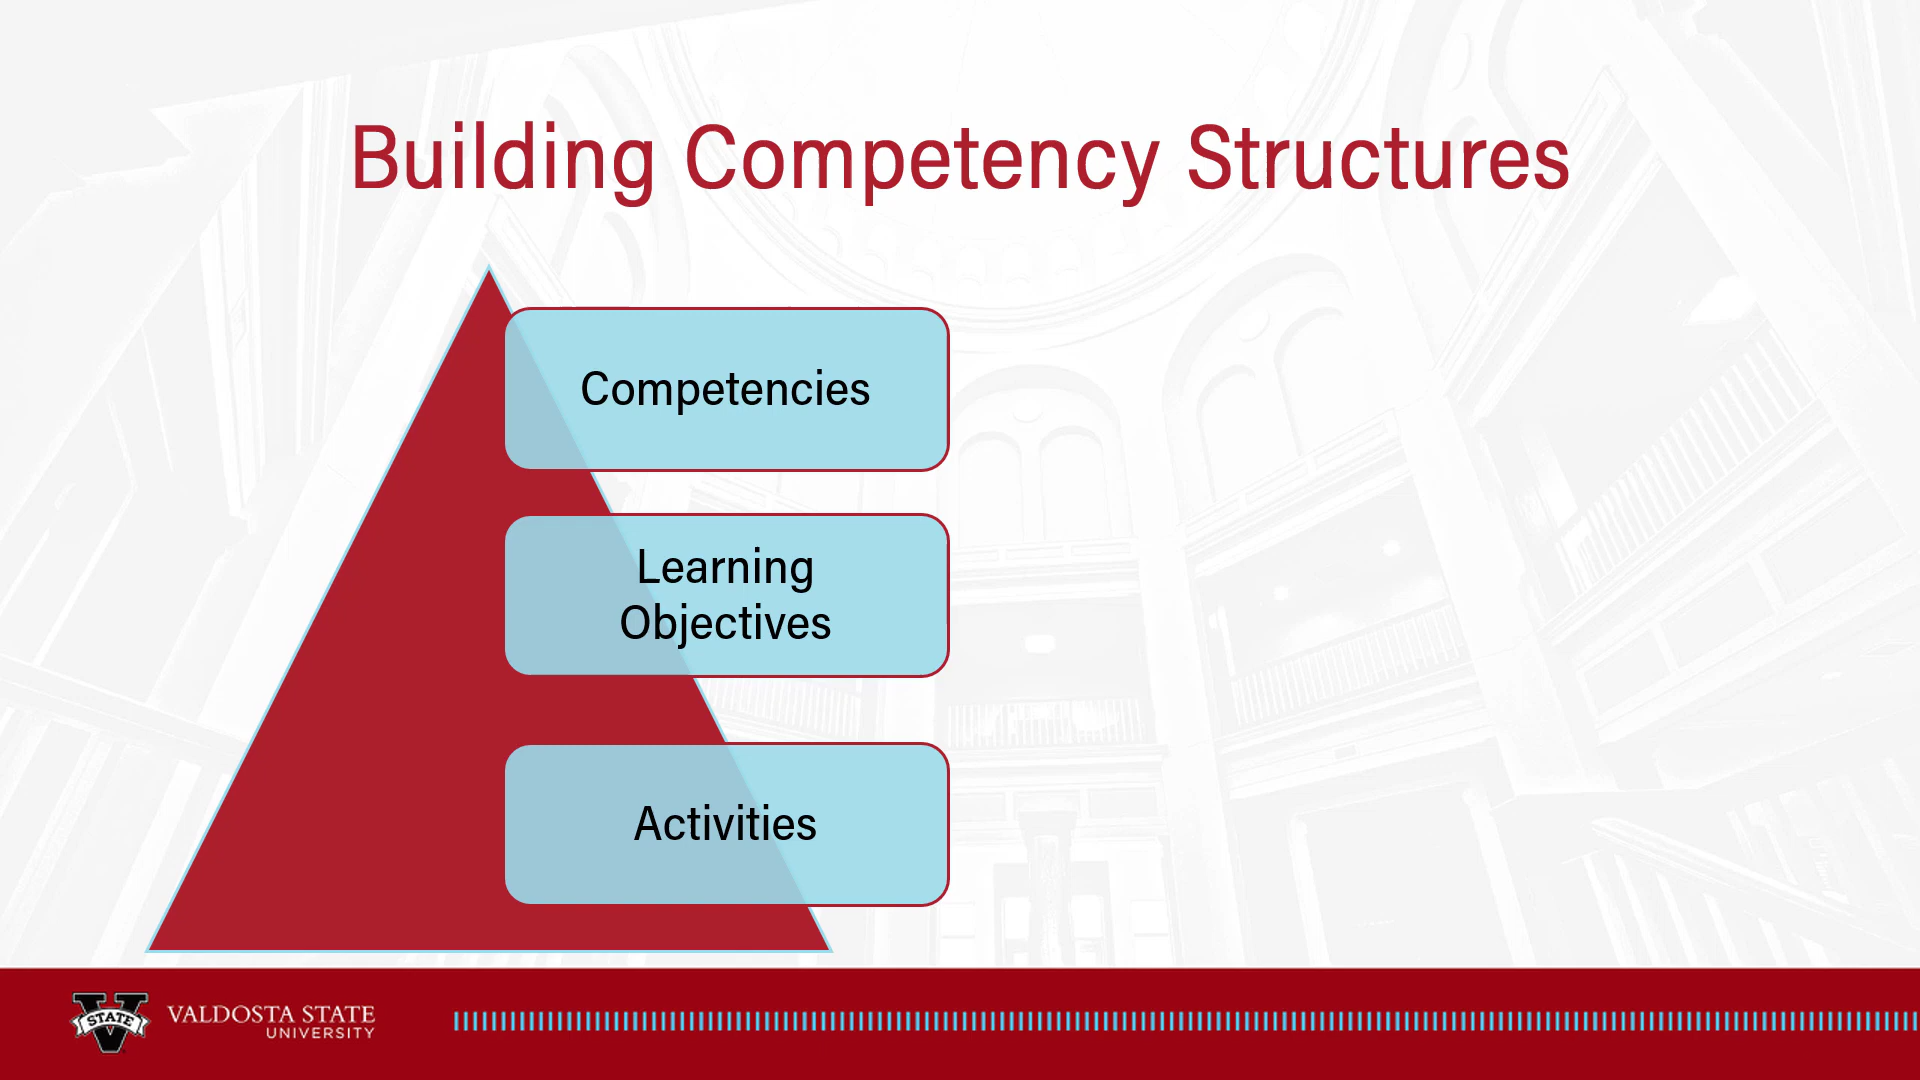 Building Competency Structures
Competencies
Learning
Objectives
Activities
STATE
VALDOSTA STATE
UNIVERSITY